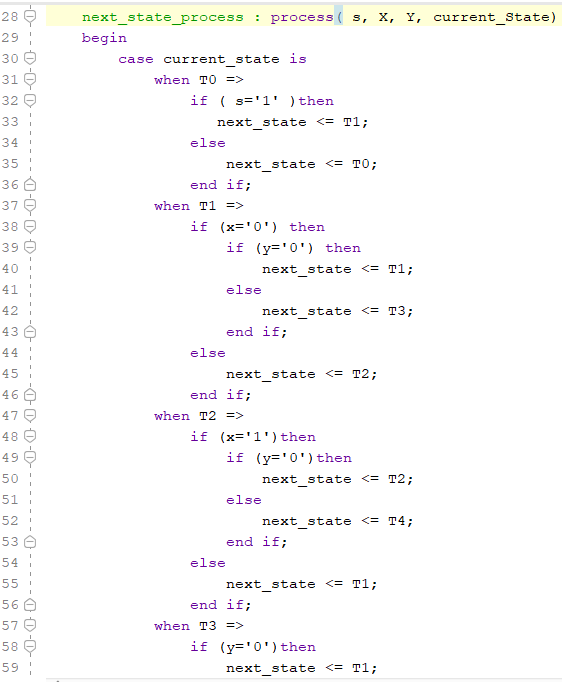 28 next_state_process : process( s, X, Y, current_State)
29 begin
30 case current_state is
31 when T0 =>
32 if ( s='1' )then
33 next_state <= T1;
34 else
35 next_state <= T0;
36 end if;
37 when T1 =>
38 if (x='0') then
39 if (y='0') then
40 next_state <= T1;
41 else
42 next_state <= T3;
43 end if;
44 else
45 next_state <= T2;
46 end if;
47 when T2 =>
48 if (x='1')then
49 if (y='0')then
50 next_state <= T2;
51 else
52 next_state <= T4;
53 end if;
54 else
55 next_state <= T1;
56 end if;
57 when T3 =>
58 if (y='0')then
59 next_state <= T1;